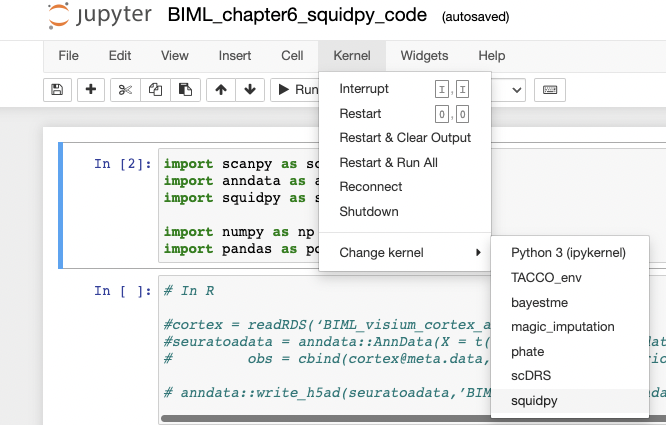 jupyter BIML_chapter6_squidpy_code (autosaved)
File Edit View Insert Cell Kernel Widgets Help
Run
Interrupt I, I
Restart 0, 0
Restart & Clear Output
Restart & Run All
Reconnect
Shutdown
Change kernel
Python 3 (ipykernel)
TACCO_env
bayestme
magic_imputation
phate
scDRS
squidpy
In [2]:
import scanpy as sc
import anndata as a
import squidpy as s
import numpy as np
import pandas as pd
In [ ]:
# In R
#cortex = readRDS(‘BIML_visium_cortex_a
#seuratoadata = anndata::AnnData(X = t(
# obs = cbind(cortex@meta.data,
# anndata::write_h5ad(seuratoadata,’BIM